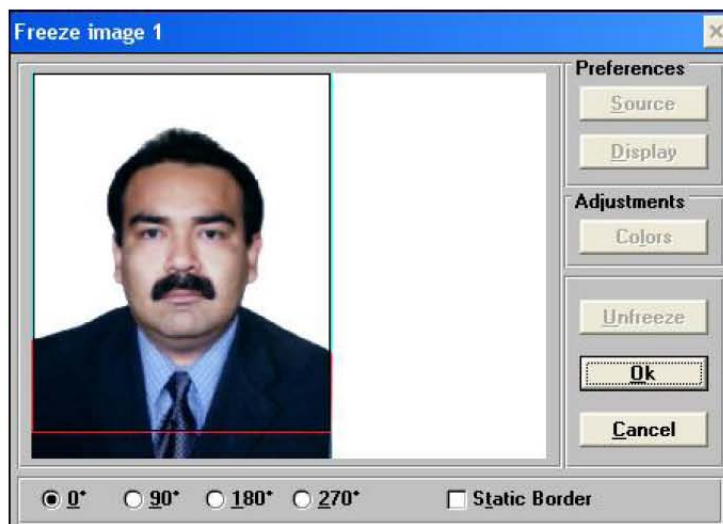 Freeze image 1
Preferences
Source
Display
Adjustments
Colors
Unfreeze
Ok
Cancel
0° 90° 180° 270° Static Border